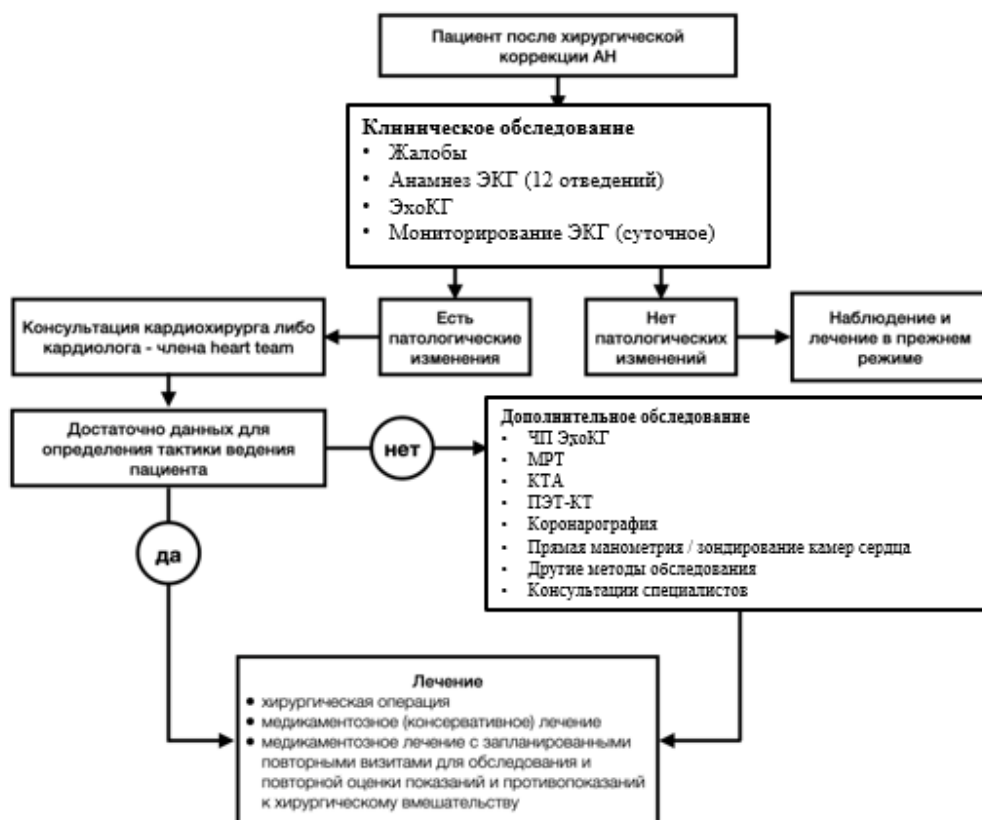 Пациент после хирургической
коррекции АН
Клиническое обследование
• Жалобы
• Анамнез ЭКГ (12 отведений)
• ЭхоКГ
• Мониторирование ЭКГ (суточное)
Консультация кардиохирурга либо
кардиолога - члена heart team
Есть
патологические
изменения
Нет
патологических
изменений
Наблюдение и
лечение в прежнем
режиме
Достаточно данных для
определения тактики ведения
пациента
нет
Дополнительное обследование
• ЧП ЭхоКГ
• МРТ
• КТА
• ПЭТ-КТ
• Коронарография
• Прямая манометрия / зондирование камер сердца
• Другие методы обследования
• Консультации специалистов
да
Лечение
• хирургическая операция
• медикаментозное (консервативное) лечение
• медикаментозное лечение с запланированными
повторными визитами для обследования и
повторной оценки показаний и противопоказаний
к хирургическому вмешательству